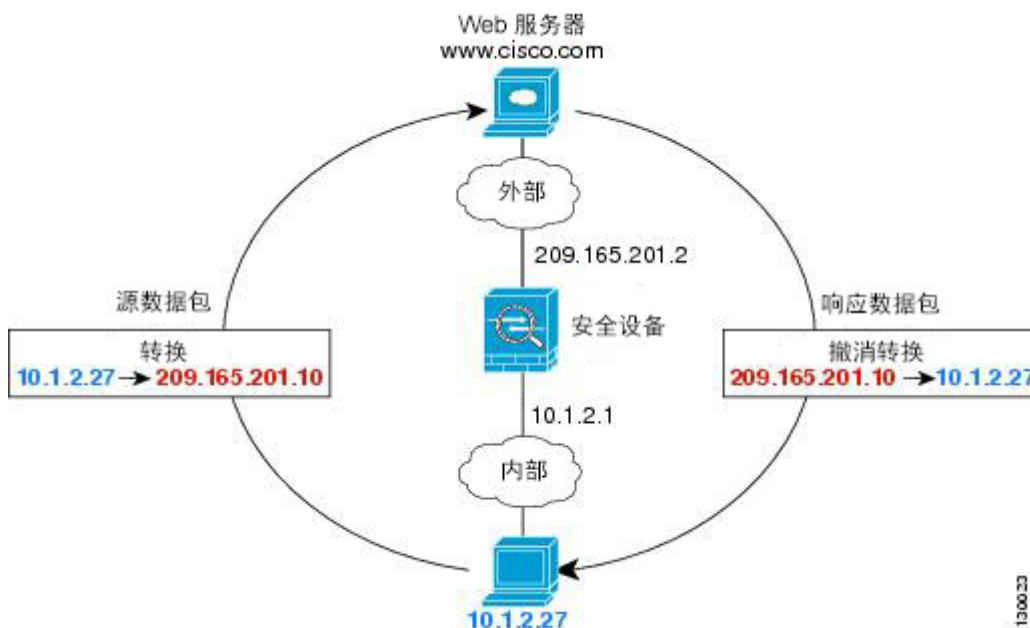 Web 服务器
www.cisco.com
外部
209.165.201.2
源数据包
转换
10.1.2.27 → 209.165.201.10
安全设备
响应数据包
撤消转换
209.165.201.10 → 10.1.2.27
10.1.2.1
内部
10.1.2.27
130023